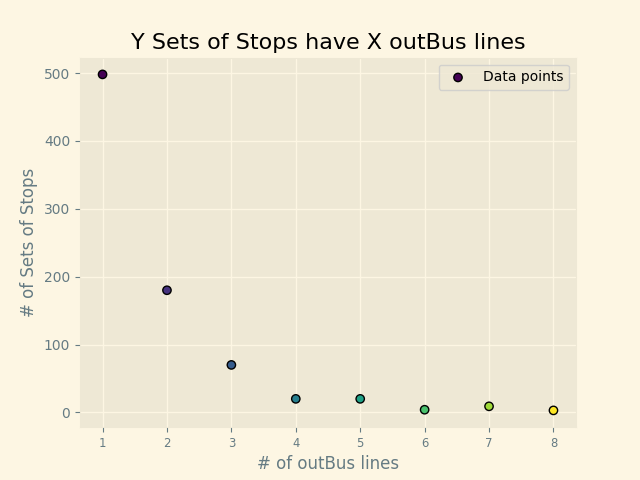 Y Sets of Stops have X outBus lines
Data points
# of Sets of Stops
500
400
300
200
100
0
1 2 3 4 5 6 7 8
# of outBus lines